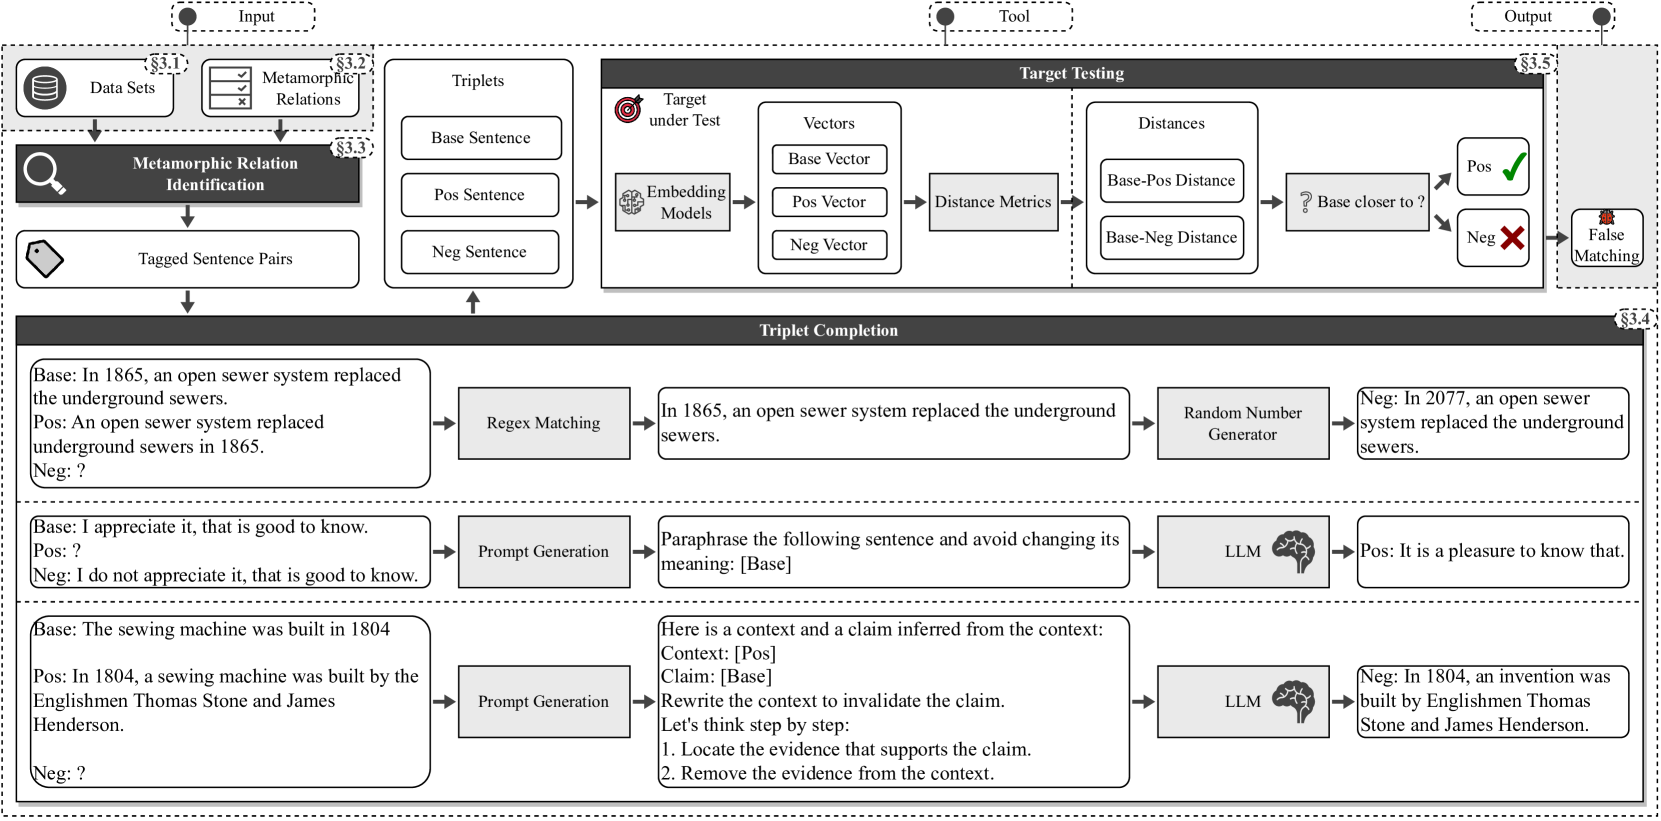 Input
Tool
Output
§3.1
Data Sets
§3.2
Metamorphic
Relations
§3.3
Metamorphic Relation
Identification
Tagged Sentence Pairs
Triplets
Base Sentence
Pos Sentence
Neg Sentence
§3.5
Target Testing
Target
under Test
Embedding
Models
Vectors
Base Vector
Pos Vector
Neg Vector
Distance Metrics
Distances
Base-Pos Distance
Base-Neg Distance
? Base closer to ?
Pos
Neg
False
Matching
§3.4
Triplet Completion
Base: In 1865, an open sewer system replaced
the underground sewers.
Pos: An open sewer system replaced
underground sewers in 1865.
Neg: ?
Regex Matching
In 1865, an open sewer system replaced the underground
sewers.
Random Number
Generator
Neg: In 2077, an open sewer
system replaced the underground
sewers.
Base: I appreciate it, that is good to know.
Pos: ?
Neg: I do not appreciate it, that is good to know.
Prompt Generation
Paraphrase the following sentence and avoid changing its
meaning: [Base]
LLM
Pos: It is a pleasure to know that.
Base: The sewing machine was built in 1804
Pos: In 1804, a sewing machine was built by the
Englishmen Thomas Stone and James
Henderson.
Neg: ?
Prompt Generation
Here is a context and a claim inferred from the context:
Context: [Pos]
Claim: [Base]
Rewrite the context to invalidate the claim.
Let's think step by step:
1. Locate the evidence that supports the claim.
2. Remove the evidence from the context.
LLM
Neg: In 1804, an invention was
built by Englishmen Thomas
Stone and James Henderson.